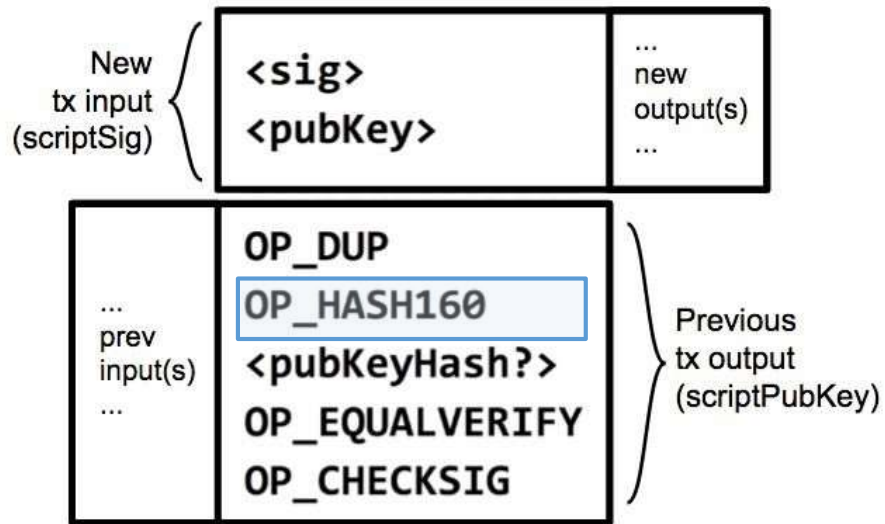 New
tx input
(scriptSig)
<sig>
<pubKey>
...
new
output(s)
...
...
prev
input(s)
...
OP_DUP
OP_HASH160
<pubKeyHash?>
OP_EQUALVERIFY
OP_CHECKSIG
Previous
tx output
(scriptPubKey)